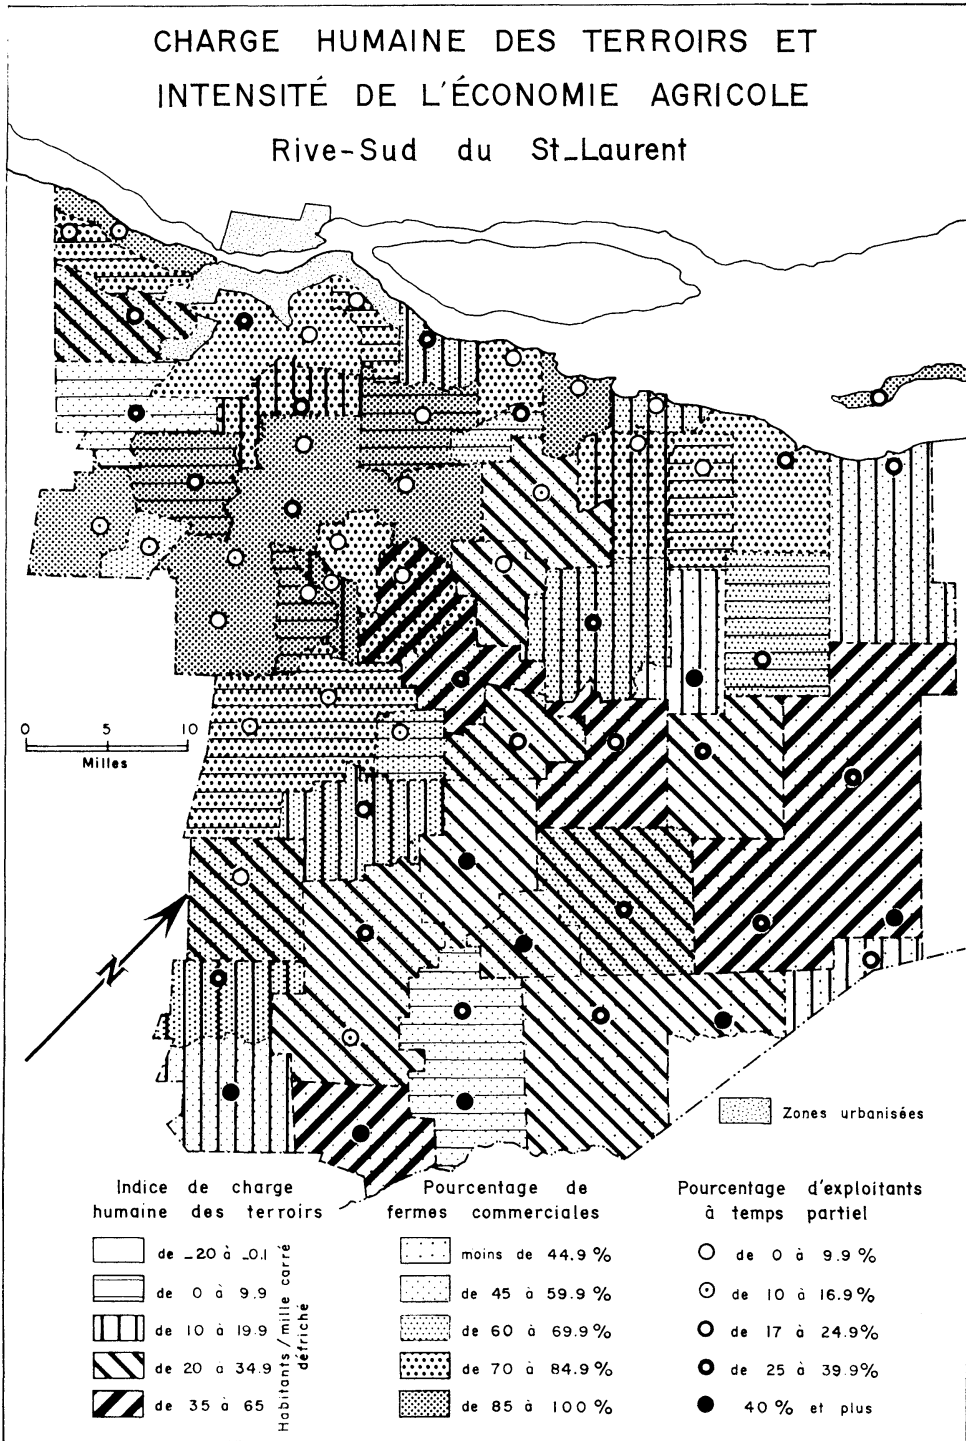 CHARGE HUMAINE DES TERROIRS ET
INTENSITÉ DE L'ÉCONOMIE AGRICOLE
Rive-Sud du St_Laurent
0 5 10
Milles
N
Zones urbanisées
Indice de charge
humaine des terroirs
de _20 à _0.1
de 0 à 9.9
de 10 à 19.9
de 20 à 34.9
de 35 à 65
Habitants / mille carré
défriché
Pourcentage de
fermes commerciales
moins de 44.9 %
de 45 à 59.9 %
de 60 à 69.9 %
de 70 à 84.9 %
de 85 à 100 %
Pourcentage d'exploitants
à temps partiel
de 0 à 9.9 %
de 10 à 16.9 %
de 17 à 24.9 %
de 25 à 39.9 %
40 % et plus